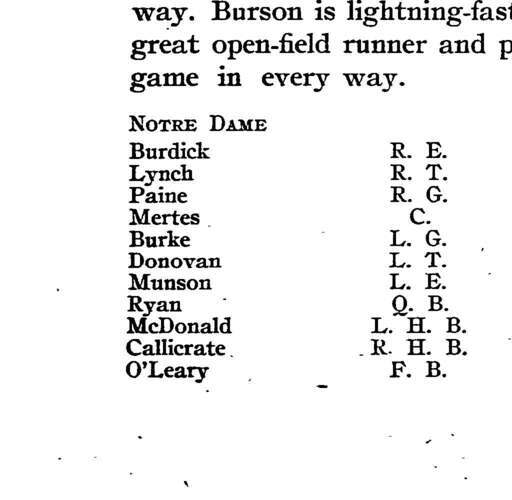 way. Burson is lightning-fast
great open-field runner and p
game in every way.
NOTRE DAME
Burdick R. E.
Lynch R. T.
Paine R. G.
Mertes C.
Burke L. G.
Donovan L. T.
Munson L. E.
Ryan Q. B.
McDonald L. H. B.
Callicrate R. H. B.
O'Leary F. B.